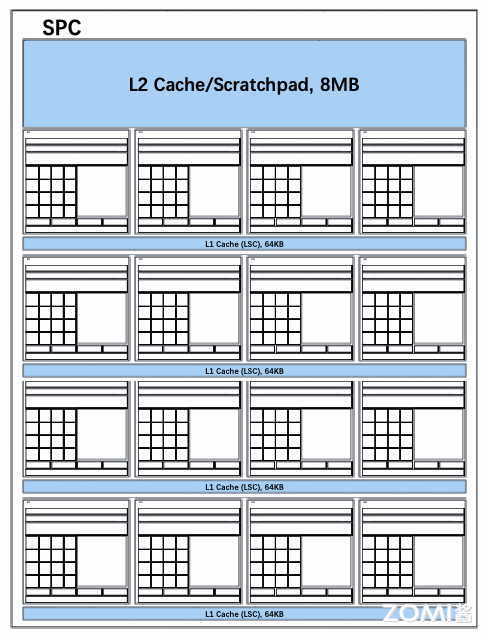 SPC
L2 Cache/Scratchpad, 8MB
L1 Cache (LSC), 64KB
L1 Cache (LSC), 64KB
L1 Cache (LSC), 64KB
L1 Cache (LSC), 64KB
ZOMI酱